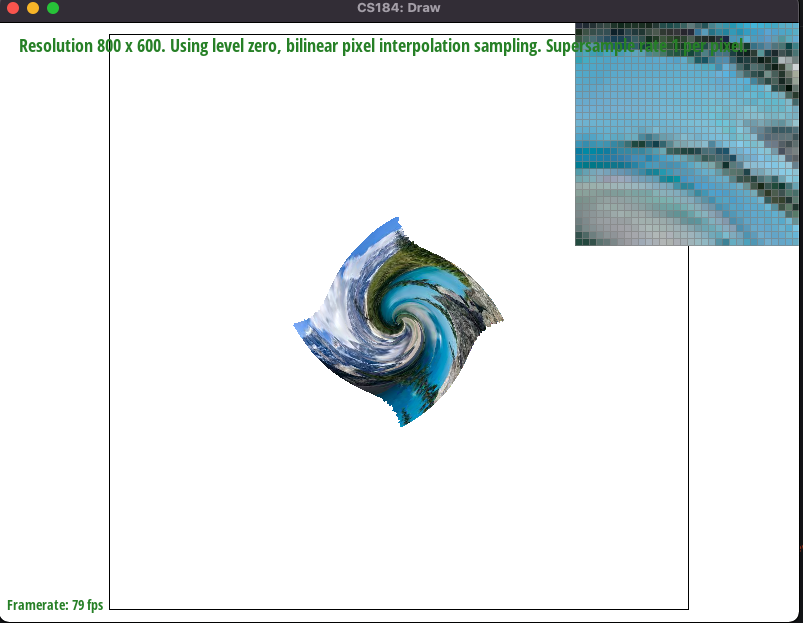 CS184: Draw
Resolution 800 x 600. Using level zero, bilinear pixel interpolation sampling. Supersample rate 1 per pixel.
Framerate: 79 fps